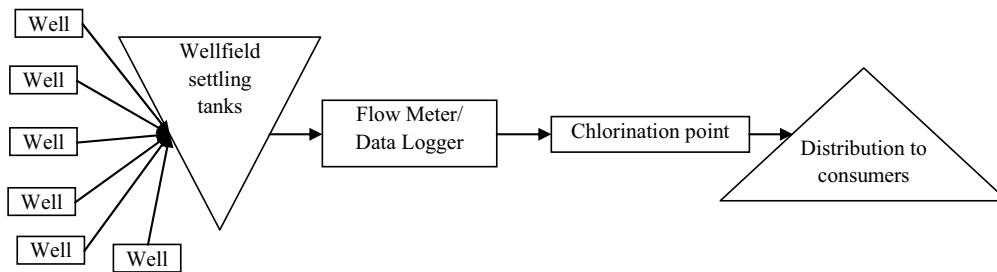 Well
Well
Well
Well
Well
Well
Wellfield
settling
tanks
Flow Meter/
Data Logger
Chlorination point
Distribution to
consumers